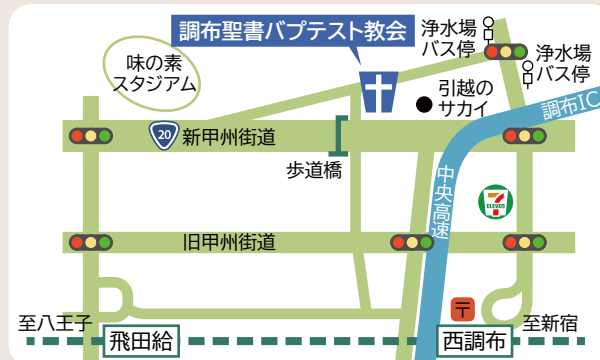 調布聖書バプテスト教会
浄水場
バス停
浄水場
バス停
味の素
スタジアム
引越の
サカイ
調布IC
20
新甲州街道
歩道橋
中央高速
7
ELEVEN
旧甲州街道
〒
至八王子
飛田給
西調布
至新宿